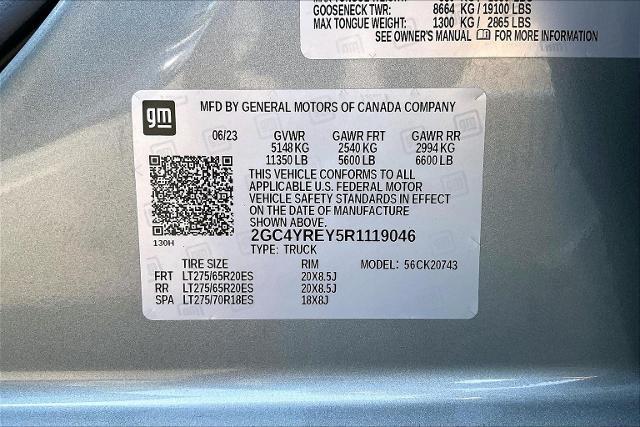 GOOSENECK TWR: 8664 KG / 19100 LBS
MAX TONGUE WEIGHT: 1300 KG / 2865 LBS
SEE OWNER'S MANUAL FOR MORE INFORMATION
gm
MFD BY GENERAL MOTORS OF CANADA COMPANY
06/23 GVWR GAWR FRT GAWR RR
5148 KG 2540 KG 2994 KG
11350 LB 5600 LB 6600 LB
THIS VEHICLE CONFORMS TO ALL
APPLICABLE U.S. FEDERAL MOTOR
VEHICLE SAFETY STANDARDS IN EFFECT
ON THE DATE OF MANUFACTURE
SHOWN ABOVE.
2GC4YREY5R1119046
130H
TYPE: TRUCK
TIRE SIZE RIM MODEL: 56CK20743
FRT LT275/65R20ES 20X8.5J
RR LT275/65R20ES 20X8.5J
SPA LT275/70R18ES 18X8J